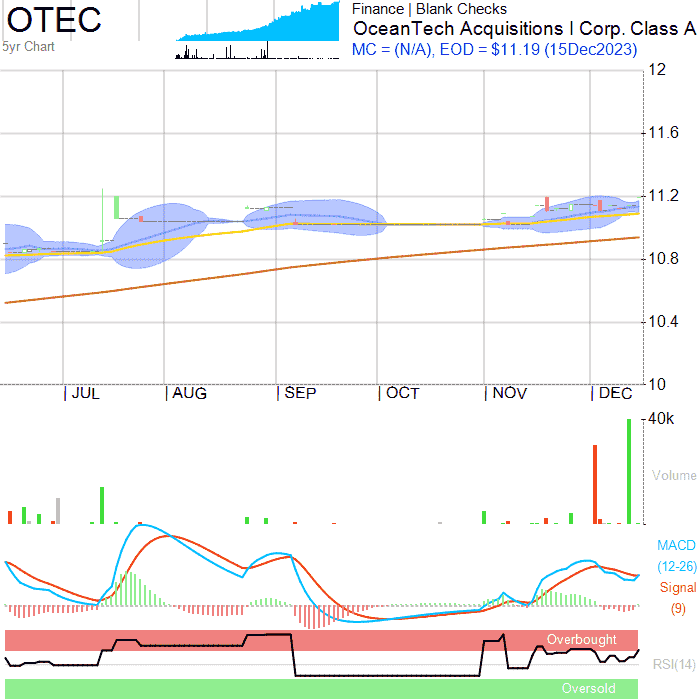 OTEC
5yr Chart
Finance | Blank Checks
OceanTech Acquisitions I Corp. Class A
MC = (N/A), EOD = $11.19 (15Dec2023)
12
11.6
11.2
10.8
10.4
10
JUL AUG SEP OCT NOV DEC
40k
Volume
MACD
(12-26)
Signal
(9)
Overbought
RSI(14)
Oversold